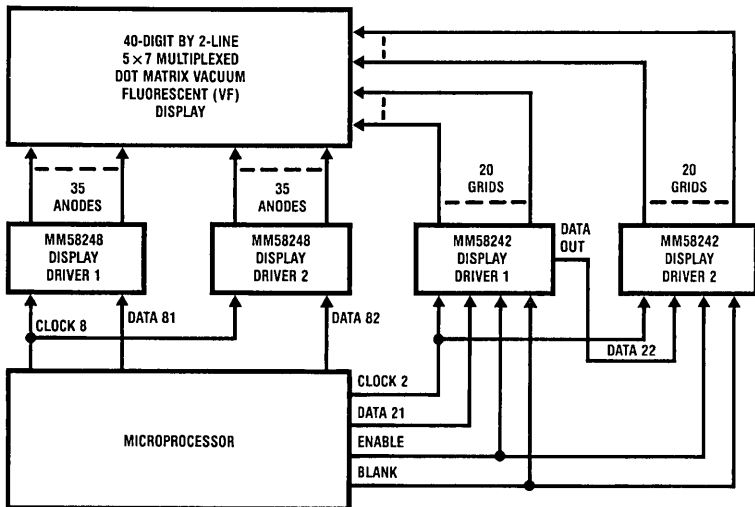 40-DIGIT BY 2-LINE
5 × 7 MULTIPLEXED
DOT MATRIX VACUUM
FLUORESCENT (VF)
DISPLAY
35
ANODES
35
ANODES
20
GRIDS
20
GRIDS
MM58248
DISPLAY
DRIVER 1
MM58248
DISPLAY
DRIVER 2
MM58242
DISPLAY
DRIVER 1
DATA
OUT
MM58242
DISPLAY
DRIVER 2
CLOCK 8
DATA 81
DATA 82
DATA 22
MICROPROCESSOR
CLOCK 2
DATA 21
ENABLE
BLANK